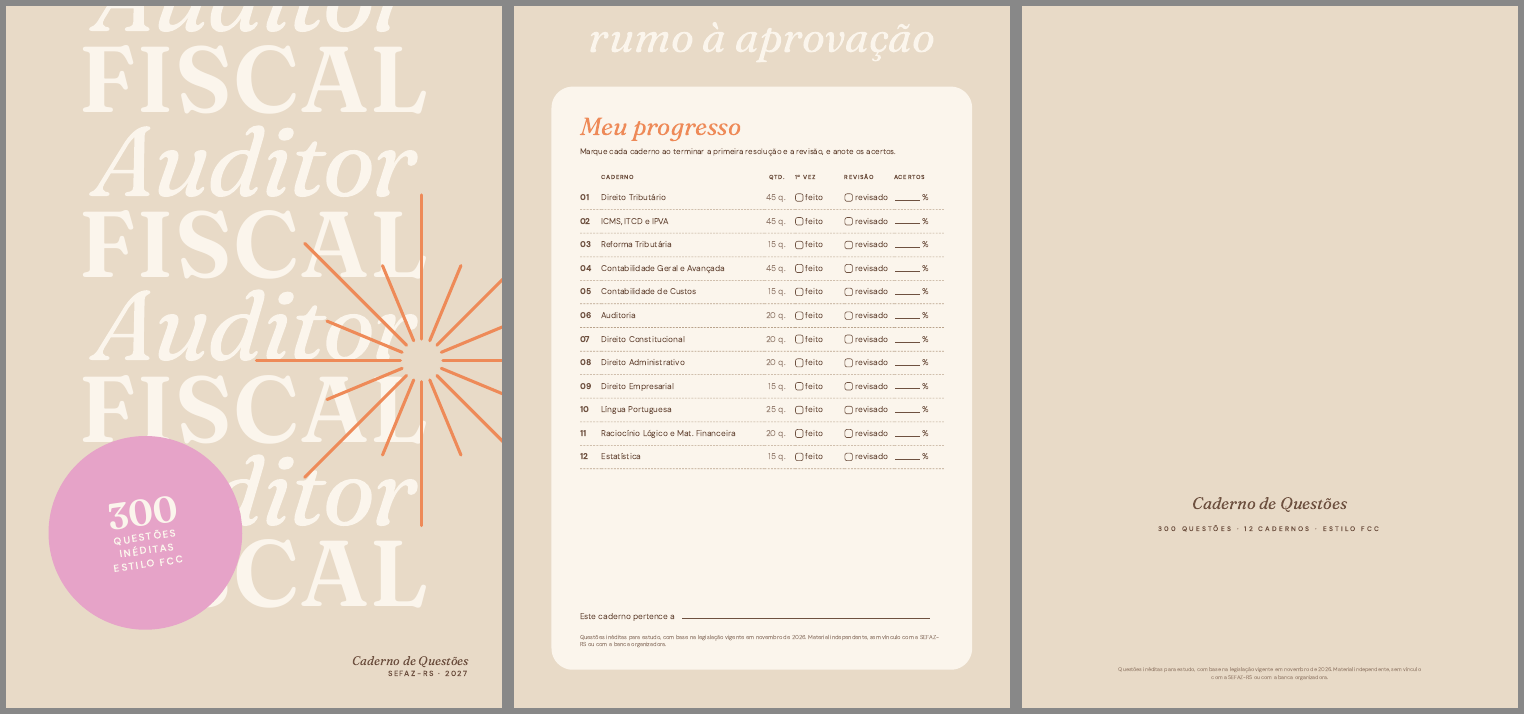 Auditor
FISCAL
Auditor
FISCAL
Auditor
FISCAL
ditor
SCAL
300
QUESTÕES
INÉDITAS
ESTILO FCC
Caderno de Questões
SEFAZ-RS · 2027
rumo à aprovação
Meu progresso
Marque cada caderno ao terminar a primeira resolução e a revisão, e anote os acertos.
CADERNO QTD. 1ª VEZ REVISÃO ACERTOS
01 Direito Tributário 45 q. feito revisado %
02 ICMS, ITCD e IPVA 45 q. feito revisado %
03 Reforma Tributária 15 q. feito revisado %
04 Contabilidade Geral e Avançada 45 q. feito revisado %
05 Contabilidade de Custos 15 q. feito revisado %
06 Auditoria 20 q. feito revisado %
07 Direito Constitucional 20 q. feito revisado %
08 Direito Administrativo 20 q. feito revisado %
09 Direito Empresarial 15 q. feito revisado %
10 Língua Portuguesa 25 q. feito revisado %
11 Raciocínio Lógico e Mat. Financeira 20 q. feito revisado %
12 Estatística 15 q. feito revisado %
Este caderno pertence a
Questões inéditas para estudo, com base na legislação vigente em novembro de 2026. Material independente, sem vínculo com a SEFAZ-
RS ou com a banca organizadora.
Caderno de Questões
300 QUESTÕES · 12 CADERNOS · ESTILO FCC
Questões inéditas para estudo, com base na legislação vigente em novembro de 2026. Material independente, sem vínculo
com a SEFAZ-RS ou com a banca organizadora.